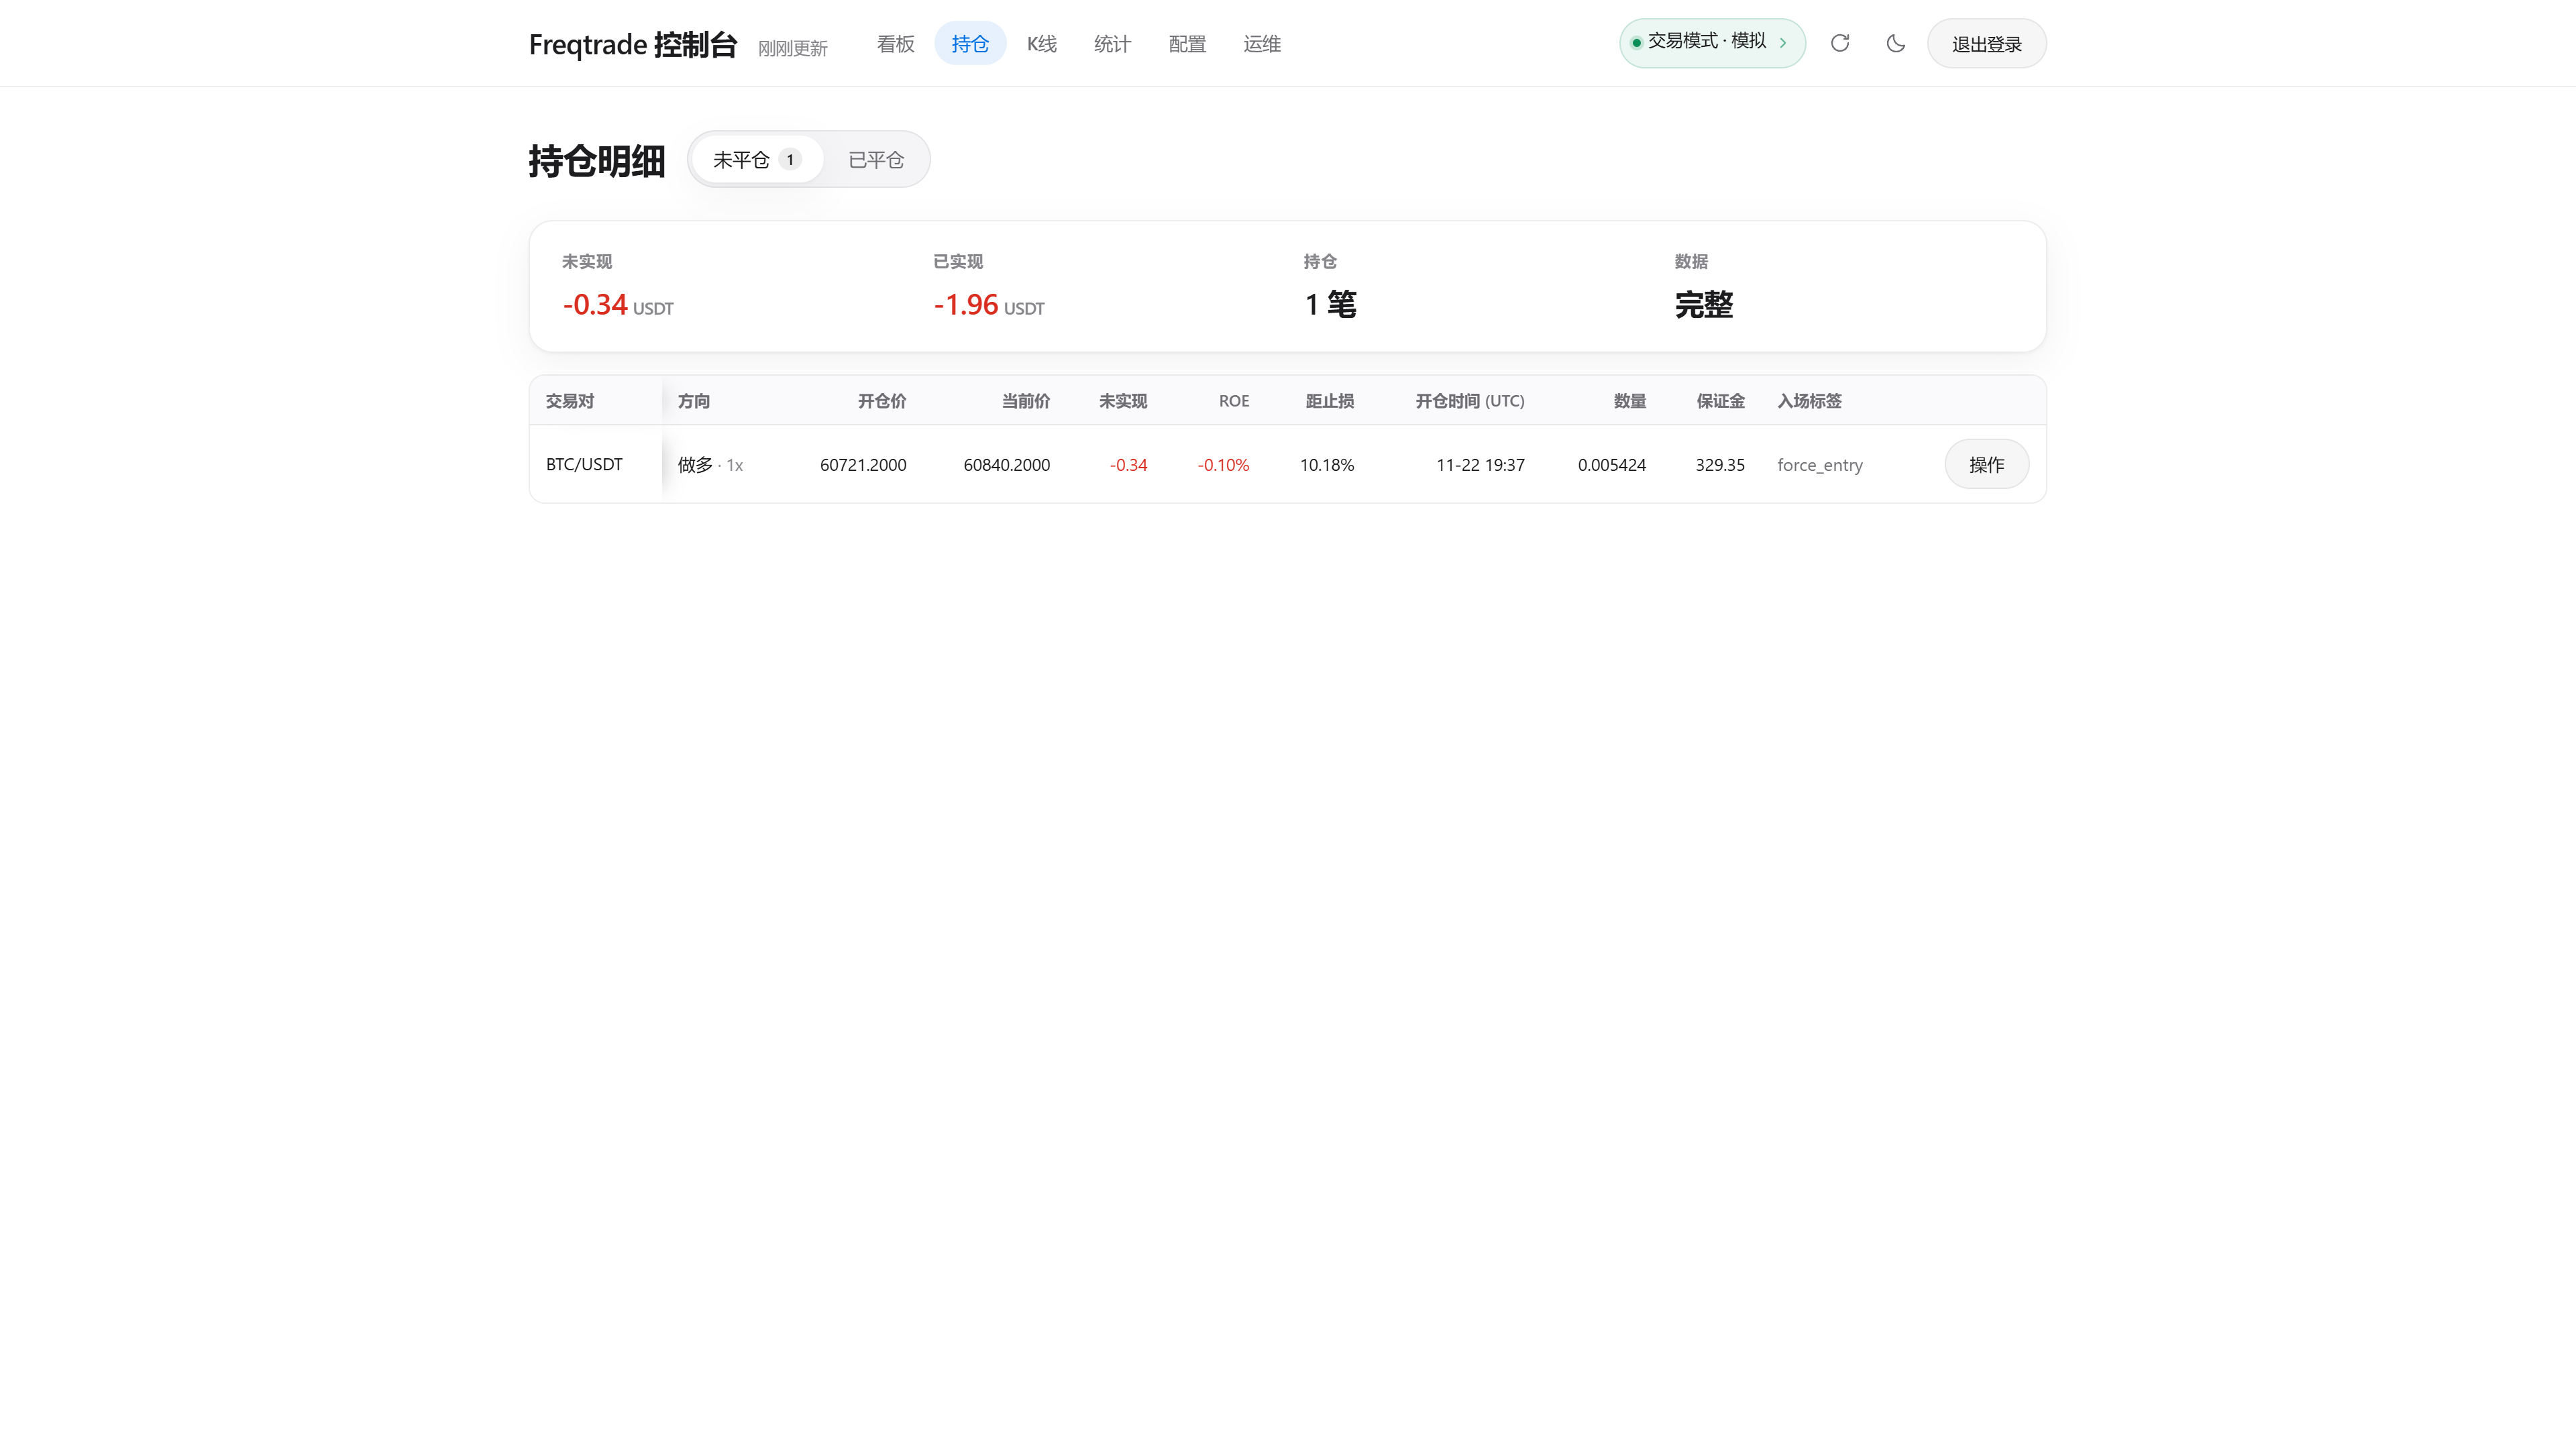 Freqtrade 控制台 刚刚更新 看板 持仓 K线 统计 配置 运维 交易模式 · 模拟 退出登录
持仓明细 未平仓 1 已平仓
未实现 已实现 持仓 数据
-0.34 USDT -1.96 USDT 1 笔 完整
交易对 方向 开仓价 当前价 未实现 ROE 距止损 开仓时间 (UTC) 数量 保证金 入场标签
BTC/USDT 做多 · 1x 60721.2000 60840.2000 -0.34 -0.10% 10.18% 11-22 19:37 0.005424 329.35 force_entry 操作